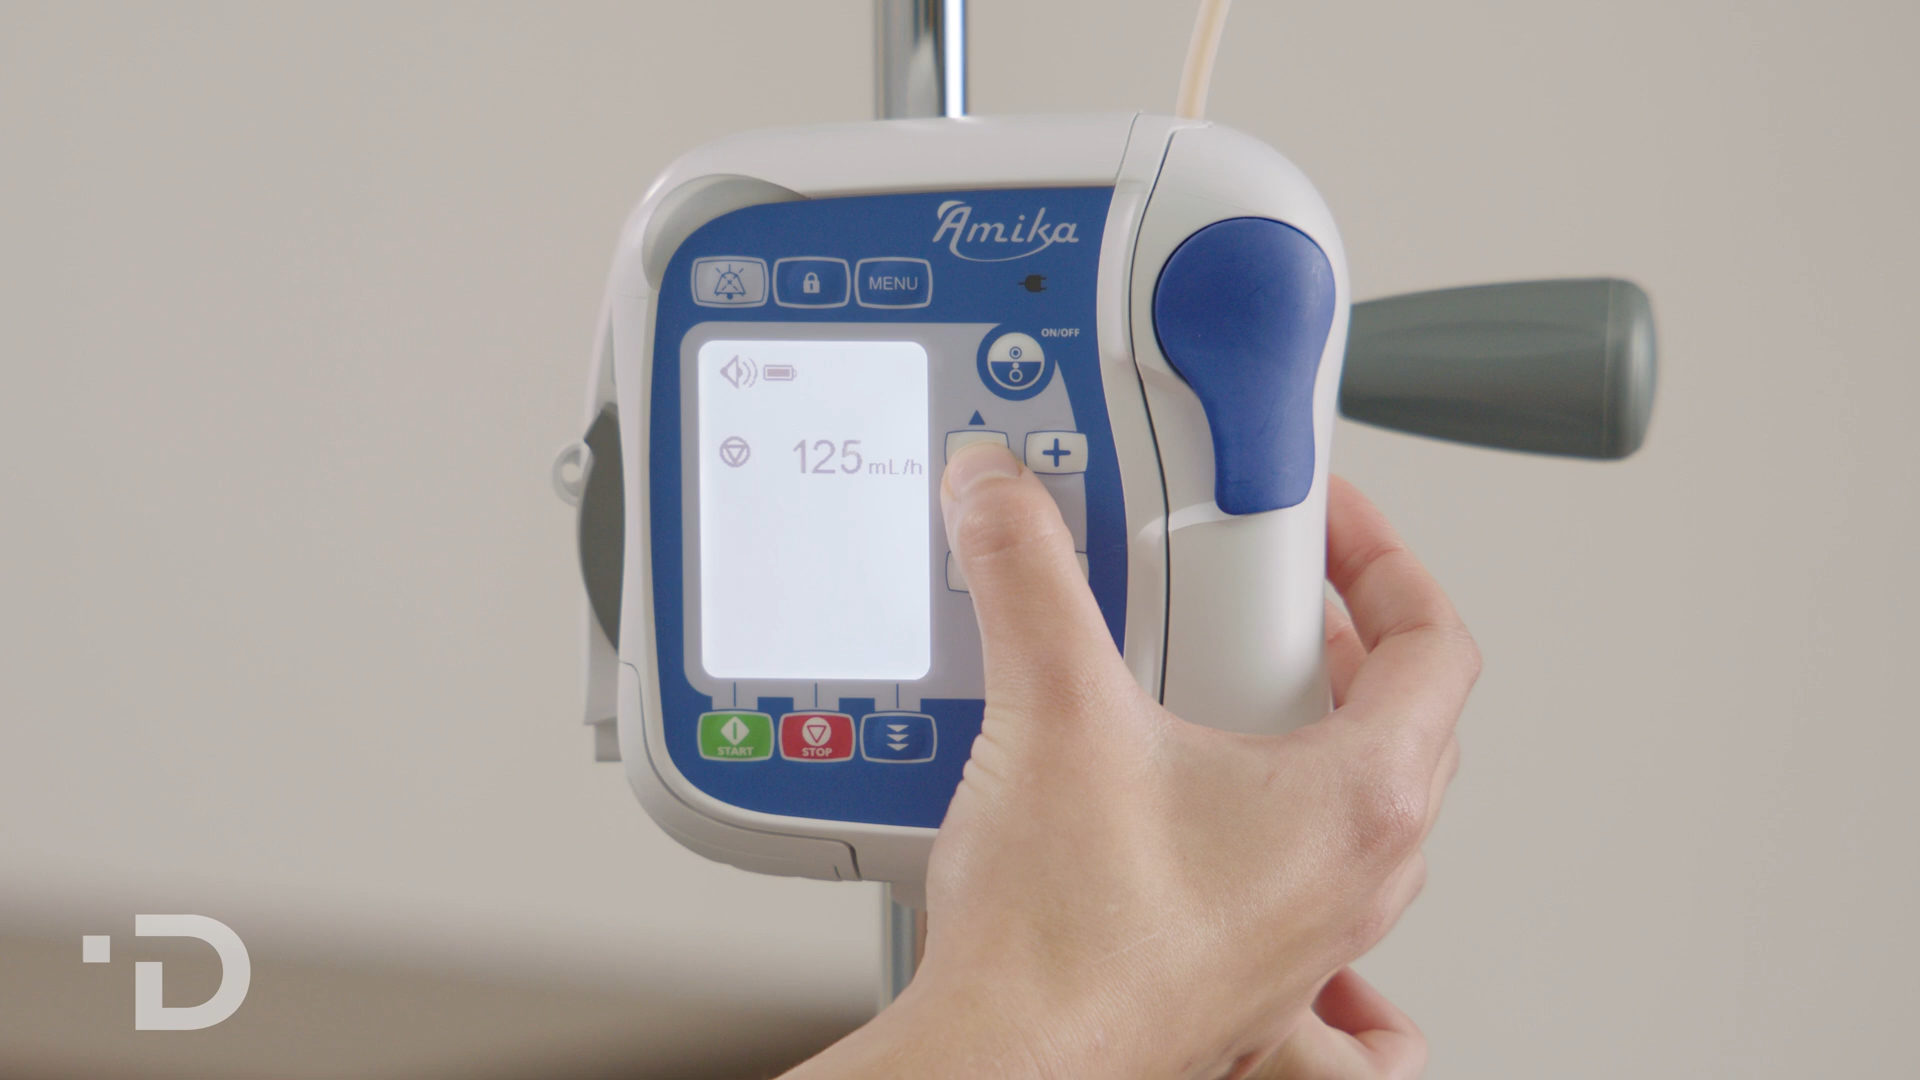 Amika
MENU
ON/OFF
125 mL/h
START
STOP
D